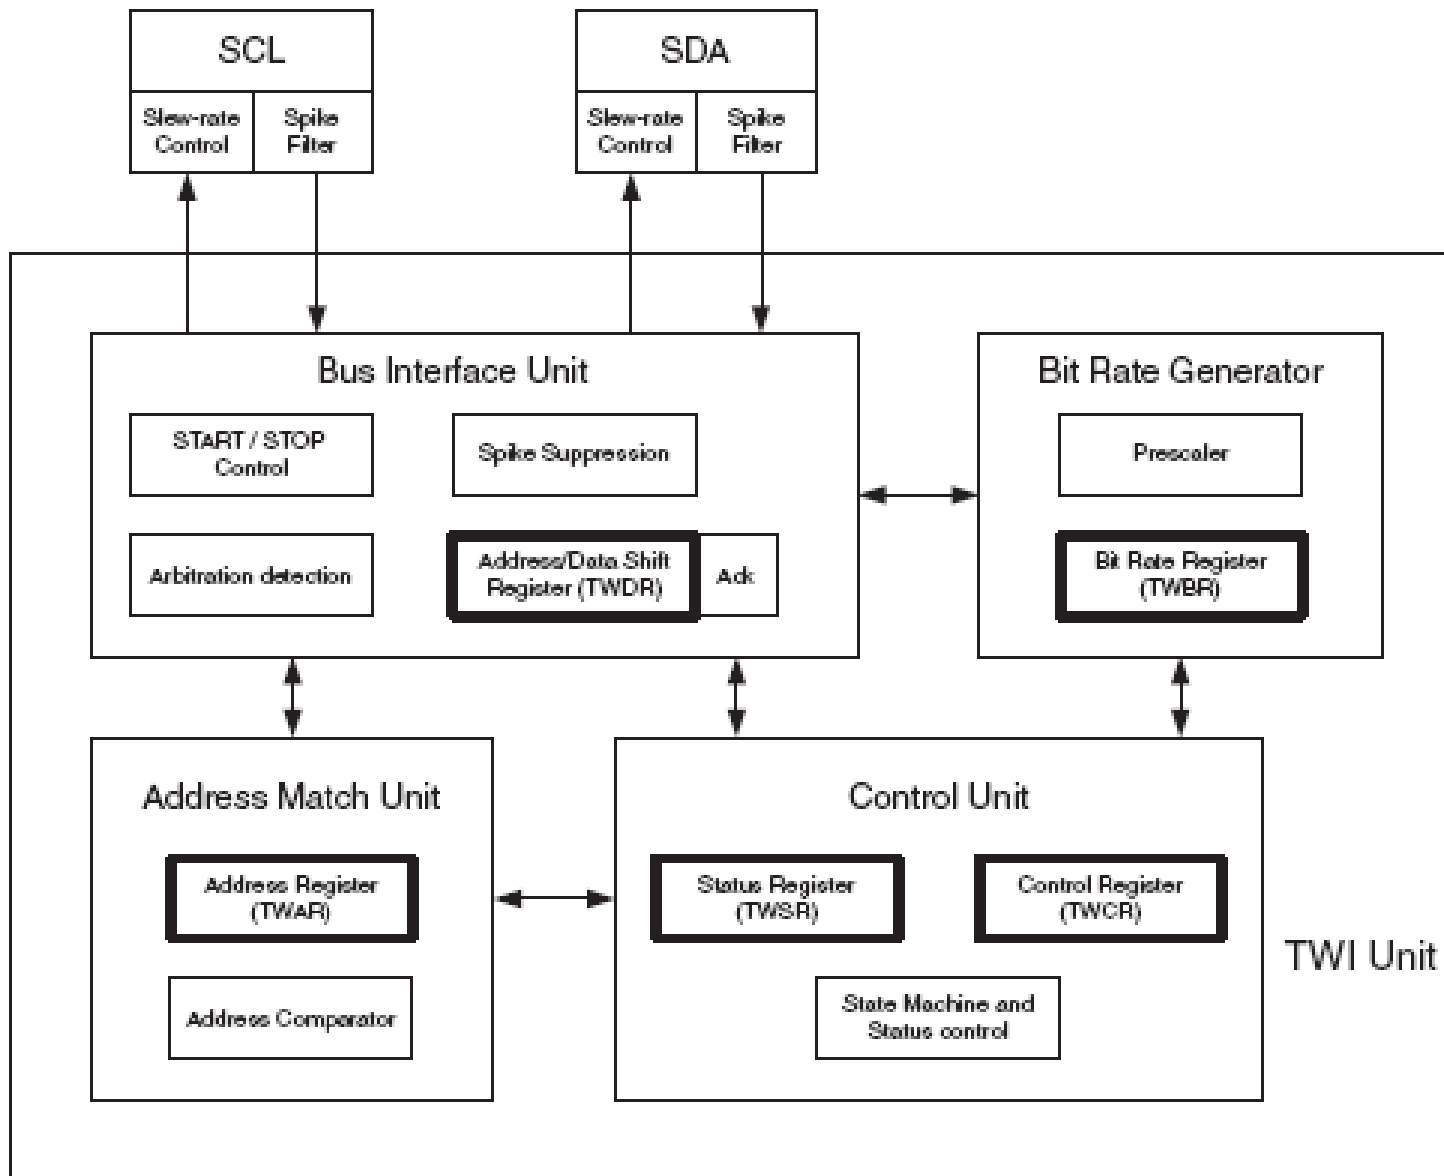 SCL
Slew-rate
Control
Spike
Filter
SDA
Slew-rate
Control
Spike
Filter
Bus Interface Unit
START / STOP
Control
Spike Suppression
Arbitration detection
Address/Data Shift
Register (TWDR)
Ack
Bit Rate Generator
Prescaler
Bit Rate Register
(TWBR)
Address Match Unit
Address Register
(TWAR)
Address Comparator
Control Unit
Status Register
(TWSR)
Control Register
(TWCR)
State Machine and
Status control
TWI Unit